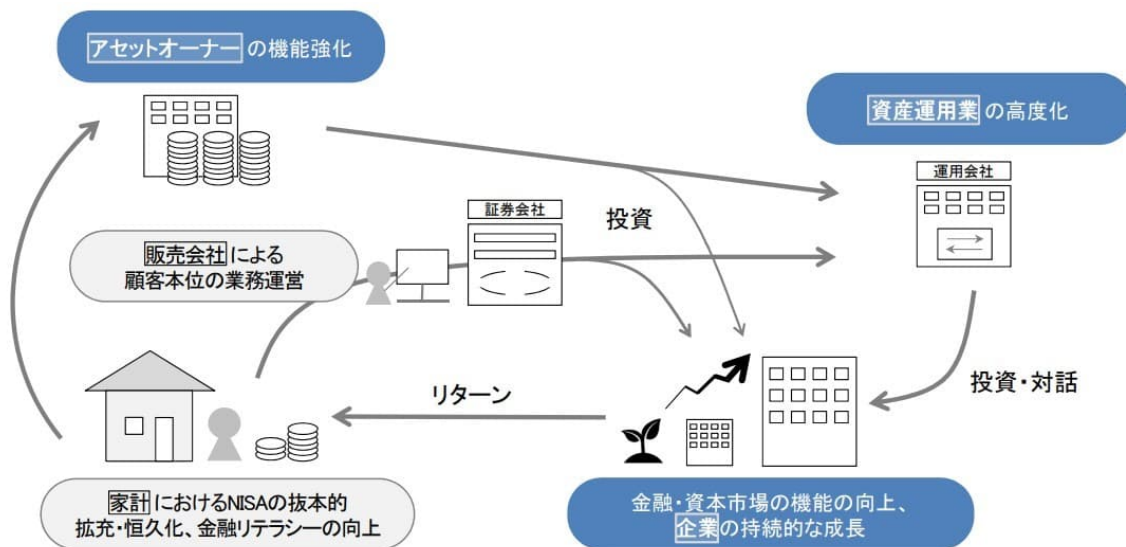 アセットオーナー の機能強化
資産運用業 の高度化
運用会社
証券会社
投資
販売会社 による
顧客本位の業務運営
投資・対話
リターン
家計 におけるNISAの抜本的
拡充・恒久化、金融リテラシーの向上
金融・資本市場の機能の向上、
企業の持続的な成長